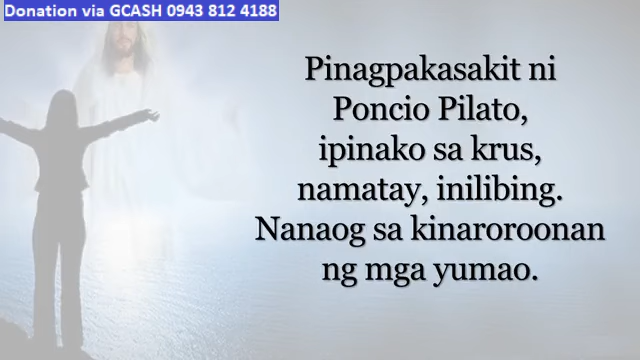 Donation via GCASH 0943 812 4188
Pinagpakasakit ni
Poncio Pilato,
ipinako sa krus,
namatay, inilibing.
Nanaog sa kinaroroonan
ng mga yumao.